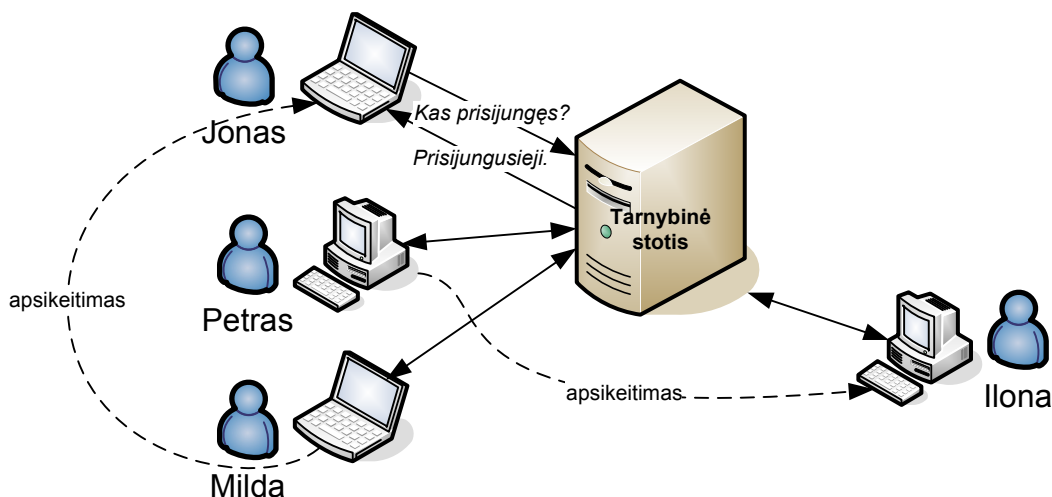 Jonas
Kas prisijungęs?
Prisijungusieji.
Tarnybinė
stotis
Petras
apsikeitimas
apsikeitimas
Ilona
Milda